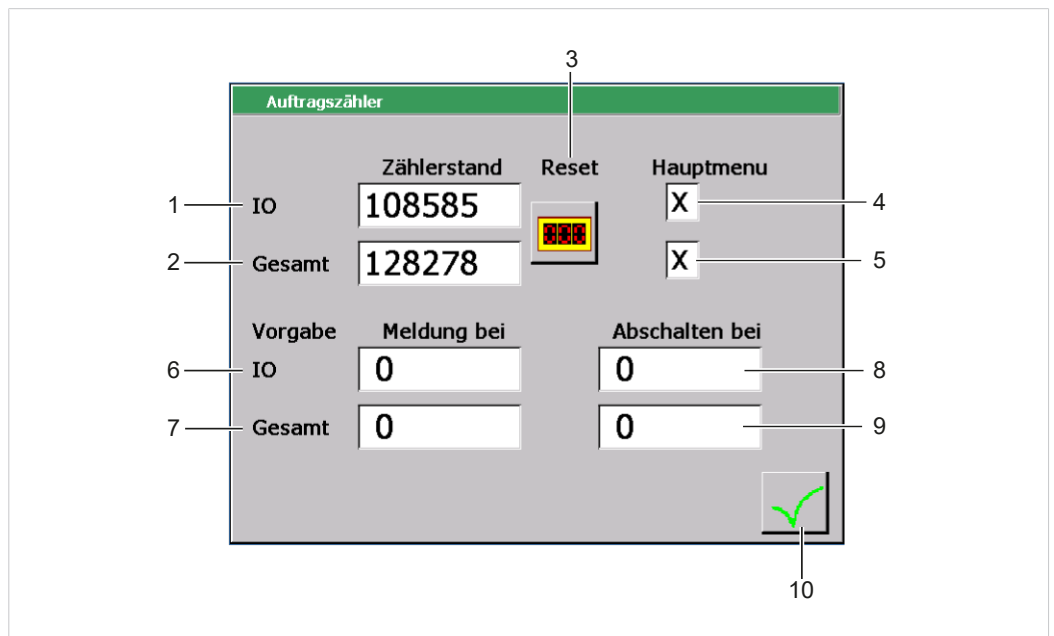 3
Auftragszähler
Zählerstand Reset Hauptmenu
1 IO 108585 X 4
2 Gesamt 128278 X 5
Vorgabe Meldung bei Abschalten bei
6 IO 0 0 8
7 Gesamt 0 0 9
10